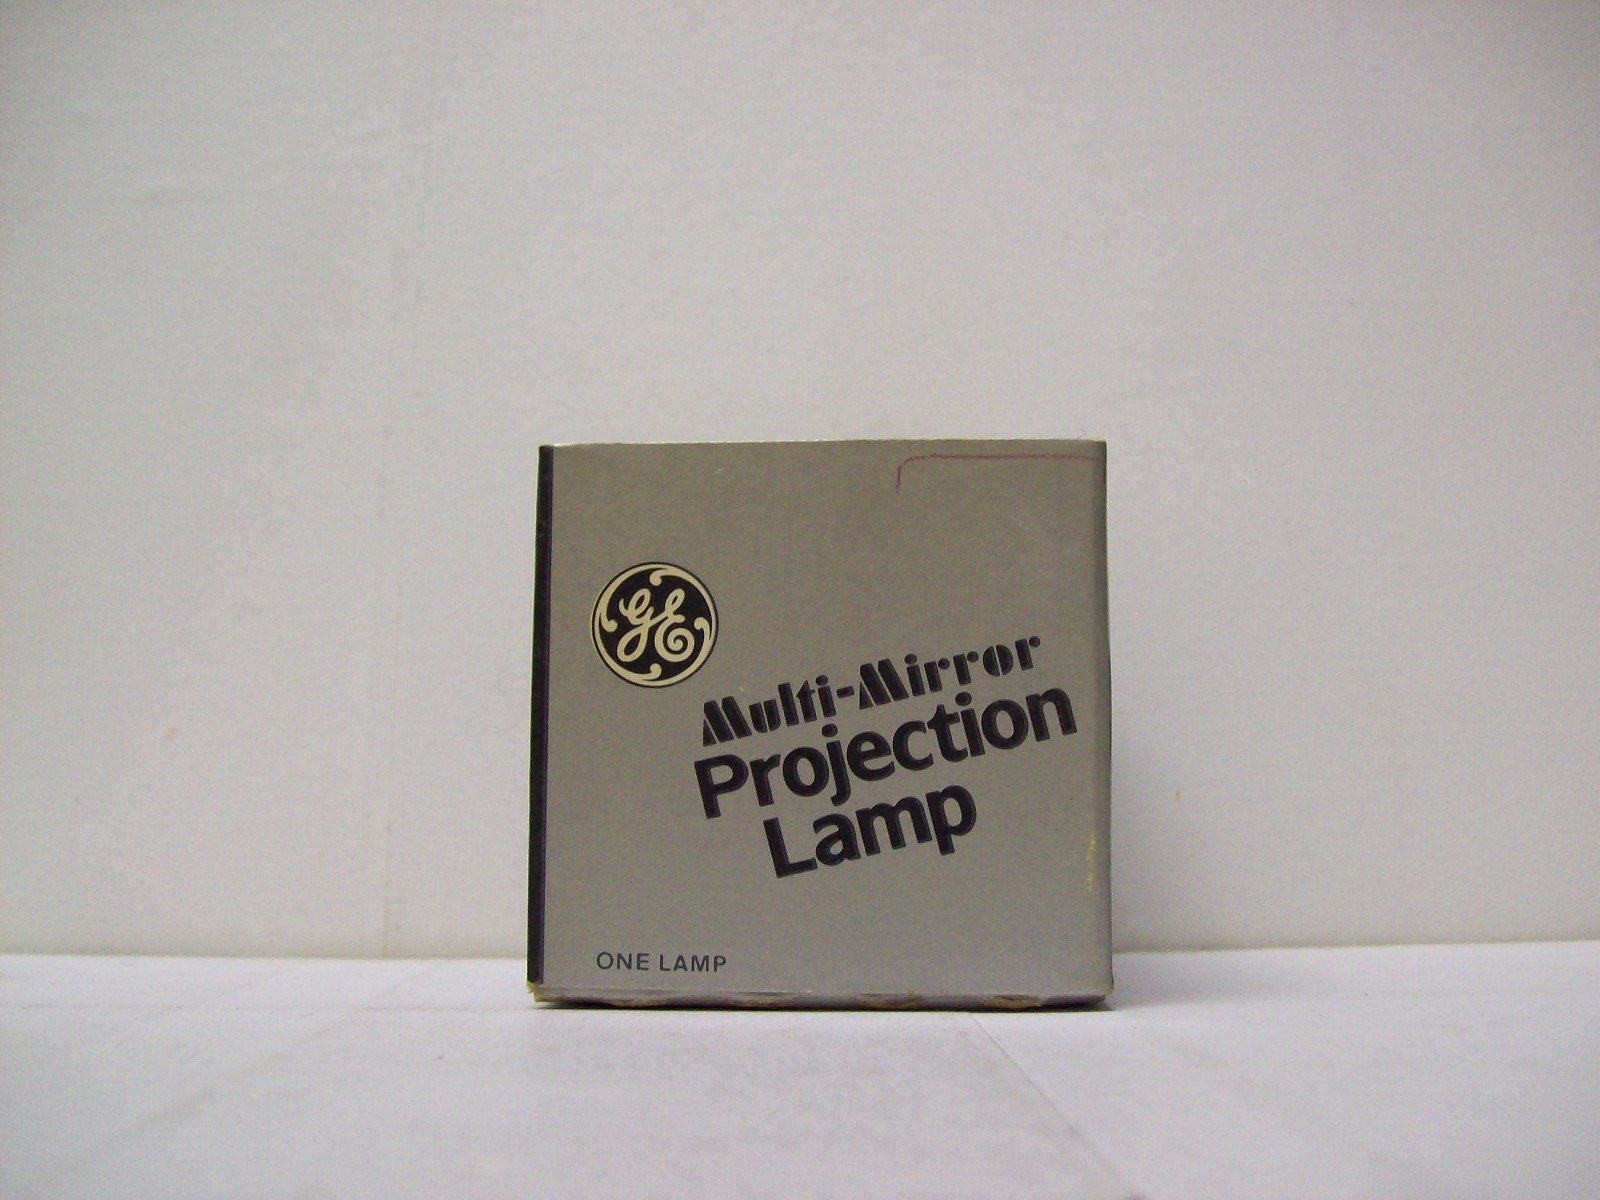 GE
Multi-Mirror
Projection
Lamp
ONE LAMP